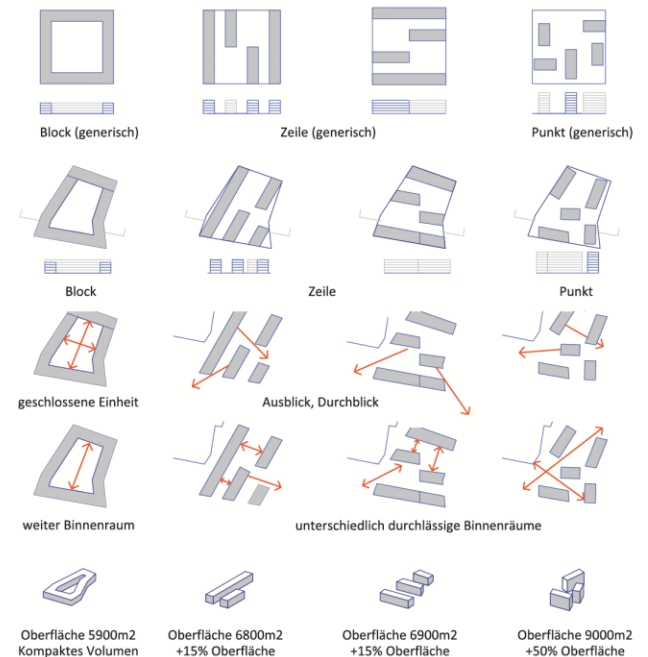 Block (generisch)
Zeile (generisch)
Punkt (generisch)
Block
Zeile
Punkt
geschlossene Einheit
Ausblick, Durchblick
weiter Binnenraum
unterschiedlich durchlässige Binnenräume
Oberfläche 5900m2
Kompaktes Volumen
Oberfläche 6800m2
+15% Oberfläche
Oberfläche 6900m2
+15% Oberfläche
Oberfläche 9000m2
+50% Oberfläche